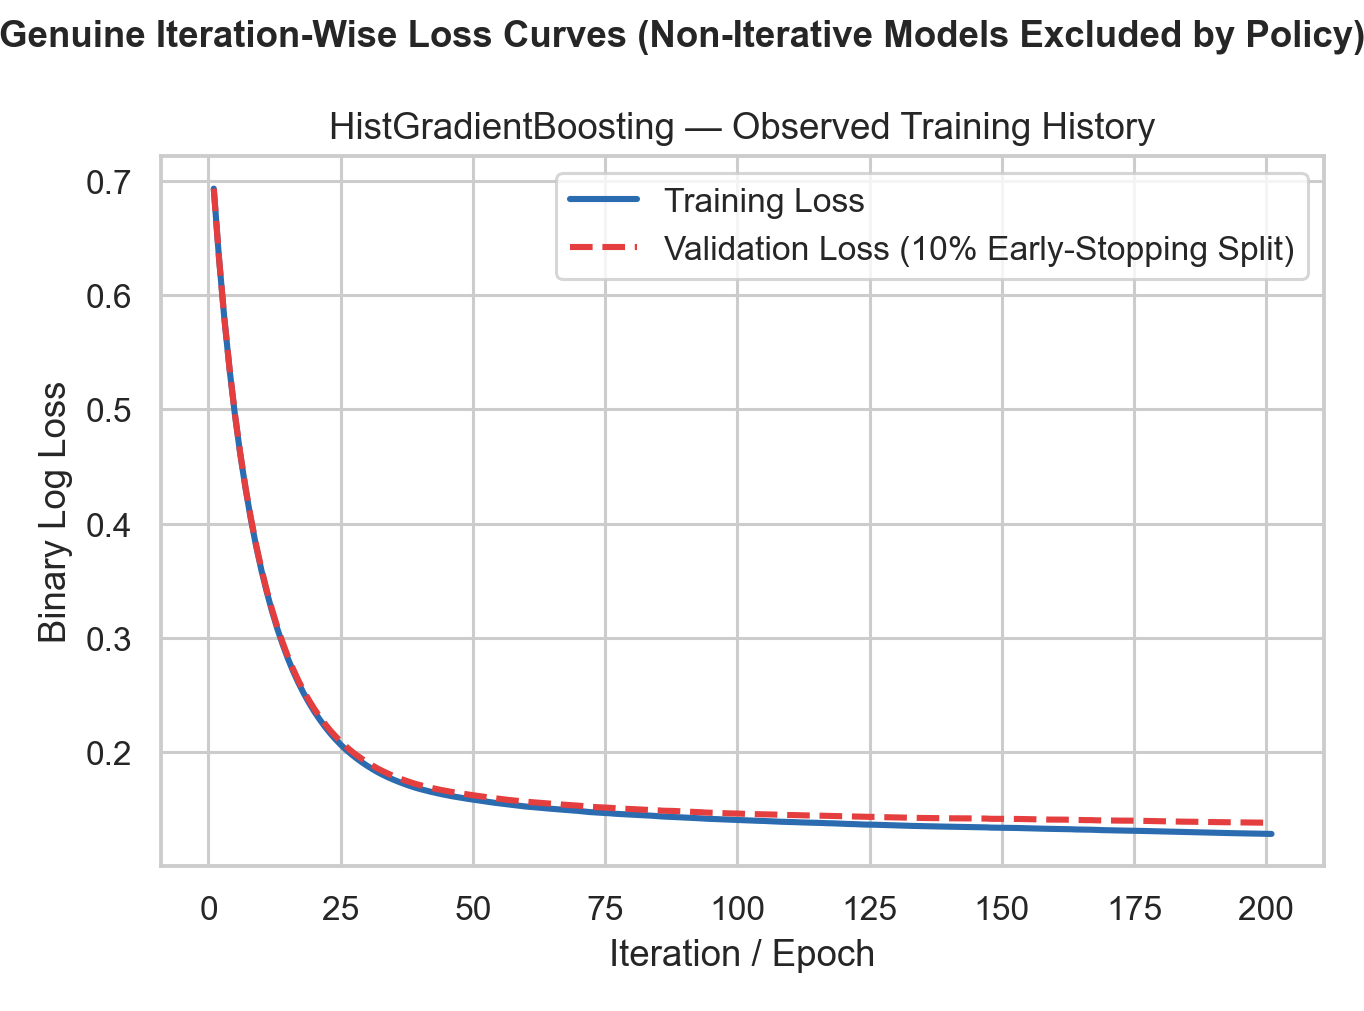 Genuine Iteration-Wise Loss Curves (Non-Iterative Models Excluded by Policy)
HistGradientBoosting — Observed Training History
Training Loss
Validation Loss (10% Early-Stopping Split)
Binary Log Loss
0.7
0.6
0.5
0.4
0.3
0.2
0 25 50 75 100 125 150 175 200
Iteration / Epoch